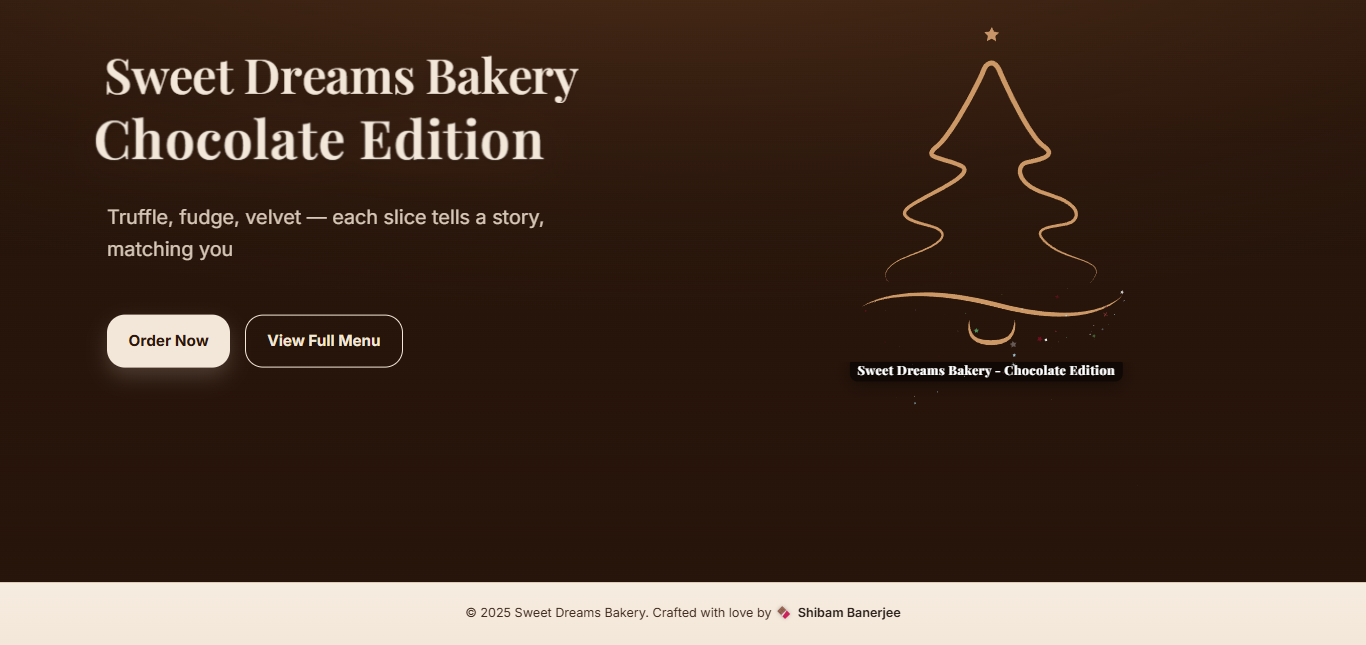 Sweet Dreams Bakery
Chocolate Edition
Truffle, fudge, velvet — each slice tells a story,
matching you
Order Now
View Full Menu
Sweet Dreams Bakery - Chocolate Edition
© 2025 Sweet Dreams Bakery. Crafted with love by 🍫 Shibam Banerjee